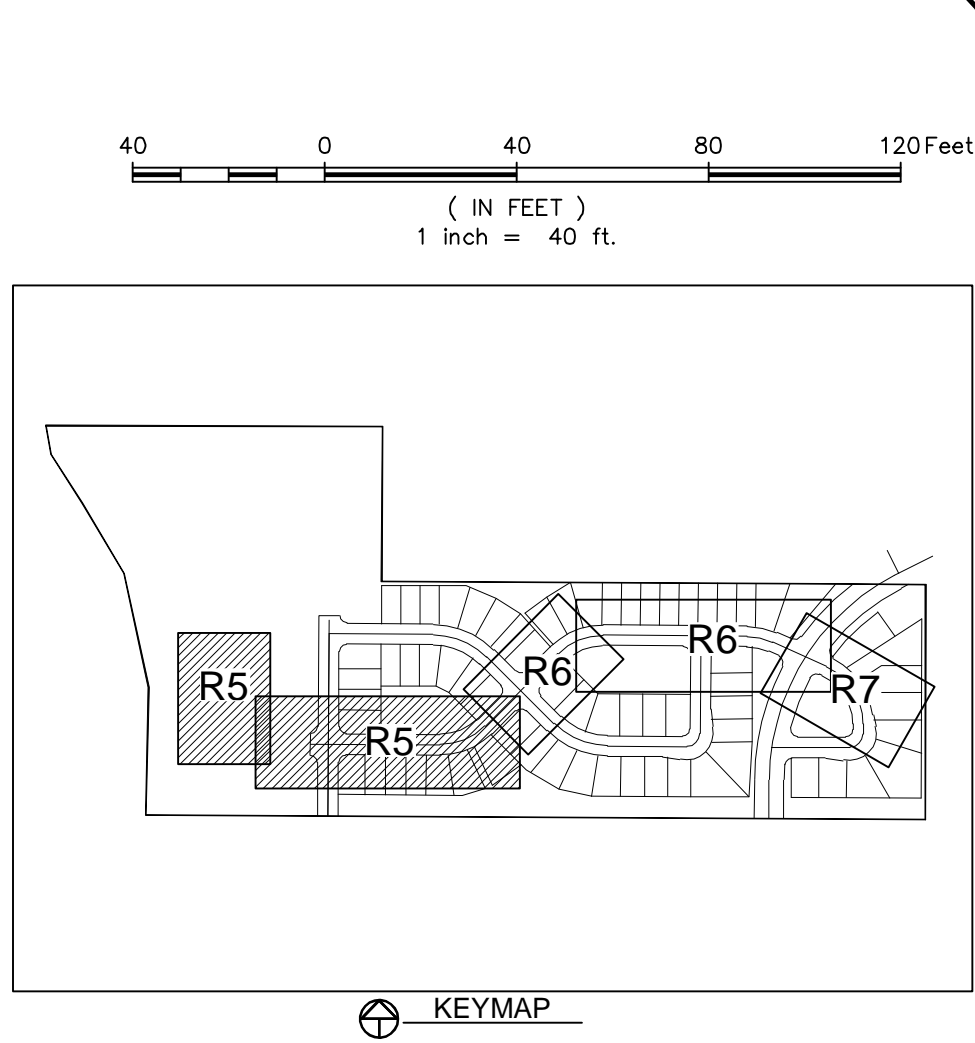 40 0 40 80 120 Feet
( IN FEET )
1 inch = 40 ft.
R6
R6
R5
R7
R5
KEYMAP